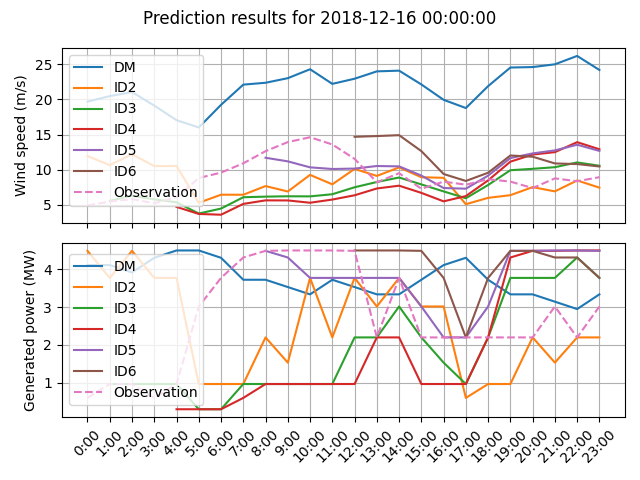 Prediction results for 2018-12-16 00:00:00
Wind speed (m/s)
25
20
15
10
5
DM
ID2
ID3
ID4
ID5
ID6
Observation
Generated power (MW)
4
3
2
1
DM
ID2
ID3
ID4
ID5
ID6
Observation
0:00 1:00 2:00 3:00 4:00 5:00 6:00 7:00 8:00 9:00 10:00 11:00 12:00 13:00 14:00 15:00 16:00 17:00 18:00 19:00 20:00 21:00 22:00 23:00